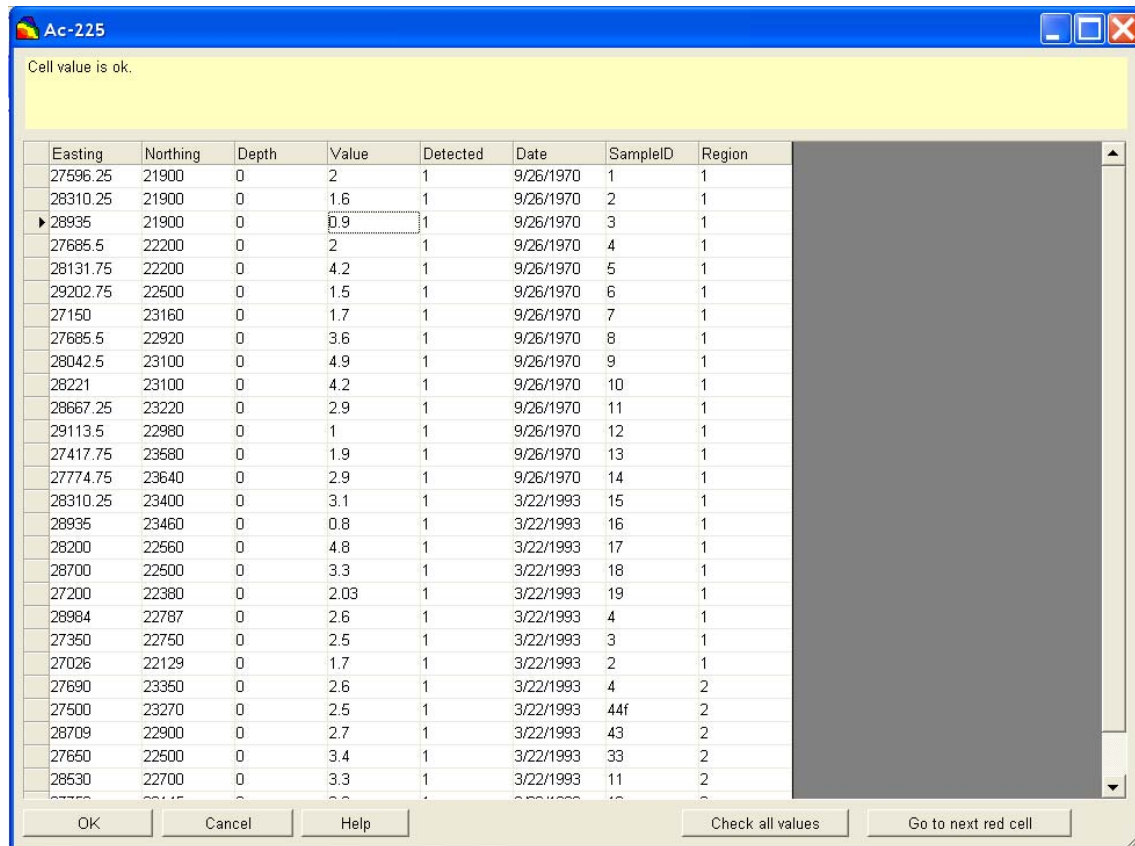 Ac-225
Cell value is ok.
Easting Northing Depth Value Detected Date SampleID Region
27596.25 21900 0 2 1 9/26/1970 1 1
28310.25 21900 0 1.6 1 9/26/1970 2 1
28935 21900 0 0.9 1 9/26/1970 3 1
27685.5 22200 0 2 1 9/26/1970 4 1
28131.75 22200 0 4.2 1 9/26/1970 5 1
29202.75 22500 0 1.5 1 9/26/1970 6 1
27150 23160 0 1.7 1 9/26/1970 7 1
27685.5 22920 0 3.6 1 9/26/1970 8 1
28042.5 23100 0 4.9 1 9/26/1970 9 1
28221 23100 0 4.2 1 9/26/1970 10 1
28667.25 23220 0 2.9 1 9/26/1970 11 1
29113.5 22980 0 1 1 9/26/1970 12 1
27417.75 23580 0 1.9 1 9/26/1970 13 1
27774.75 23640 0 2.9 1 9/26/1970 14 1
28310.25 23400 0 3.1 1 3/22/1993 15 1
28935 23460 0 0.8 1 3/22/1993 16 1
28200 22560 0 4.8 1 3/22/1993 17 1
28700 22500 0 3.3 1 3/22/1993 18 1
27200 22380 0 2.03 1 3/22/1993 19 1
28984 22787 0 2.6 1 3/22/1993 4 1
27350 22750 0 2.5 1 3/22/1993 3 1
27026 22129 0 1.7 1 3/22/1993 2 1
27690 23350 0 2.6 1 3/22/1993 4 2
27500 23270 0 2.5 1 3/22/1993 44f 2
28709 22900 0 2.7 1 3/22/1993 43 2
27650 22500 0 3.4 1 3/22/1993 33 2
28530 22700 0 3.3 1 3/22/1993 11 2
OK Cancel Help Check all values Go to next red cell